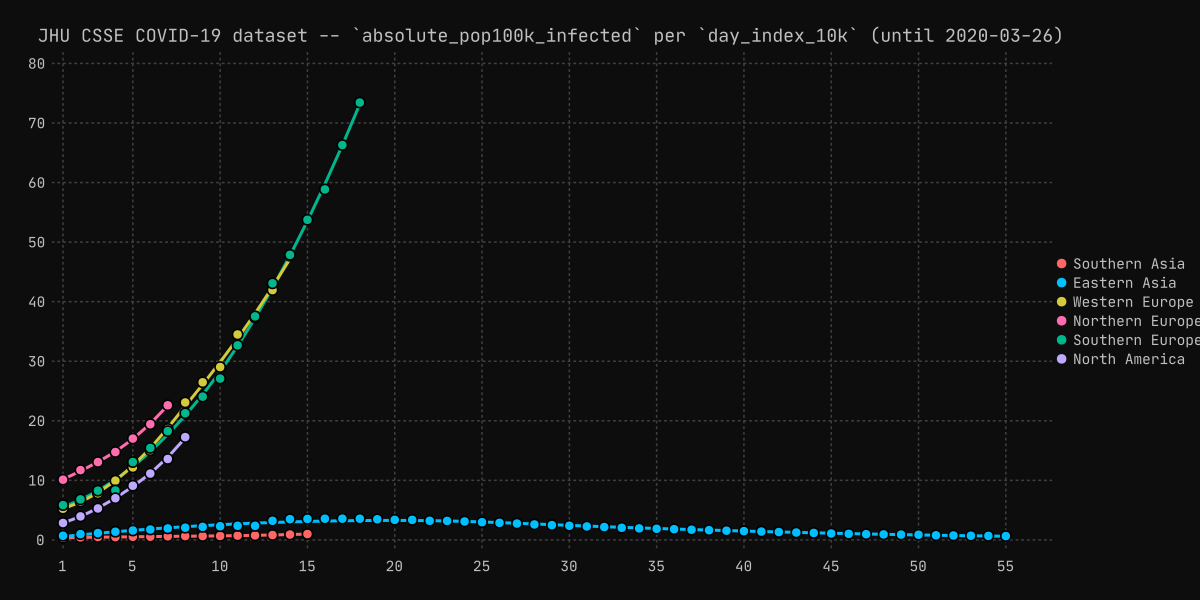 JHU CSSE COVID-19 dataset -- `absolute_pop100k_infected` per `day_index_10k` (until 2020-03-26)
80
70
60
50
40
30
20
10
0
1 5 10 15 20 25 30 35 40 45 50 55
Southern Asia
Eastern Asia
Western Europe
Northern Europe
Southern Europe
North America